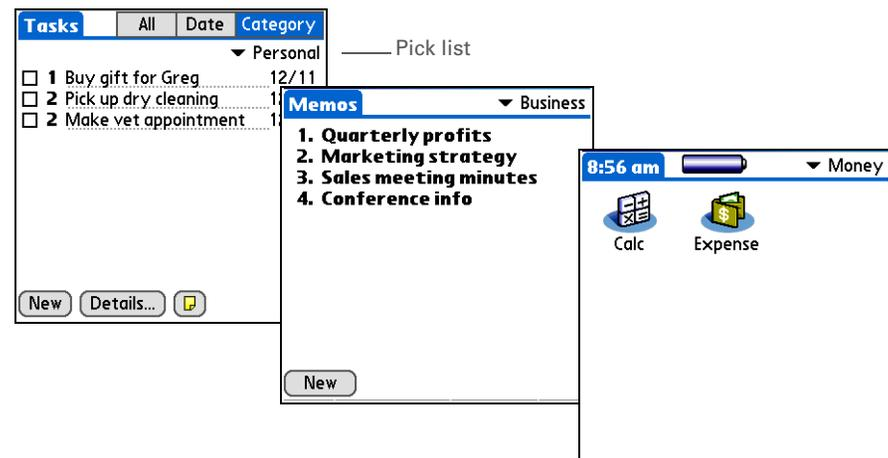 Tasks All Date Category
Personal
Pick list
1 Buy gift for Greg 12/11
2 Pick up dry cleaning
2 Make vet appointment
New Details...
Memos Business
1. Quarterly profits
2. Marketing strategy
3. Sales meeting minutes
4. Conference info
New
8:56 am Money
Calc Expense